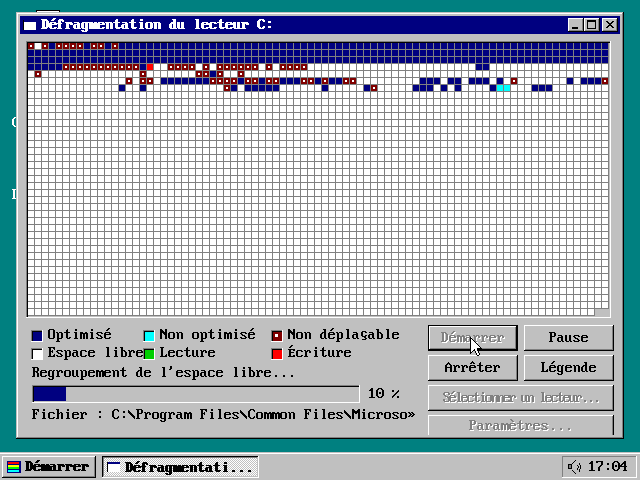 Défragmentation du lecteur C:
Optimisé
Non optimisé
Non déplaçable
Démarrer
Pause
Espace libre
Lecture
Écriture
Regroupement de l'espace libre...
Arrêter
Légende
10 %
Sélectionner un lecteur...
Fichier : C:\Program Files\Common Files\Microso»
Paramètres...
Démarrer
Défragmentati...
17:04